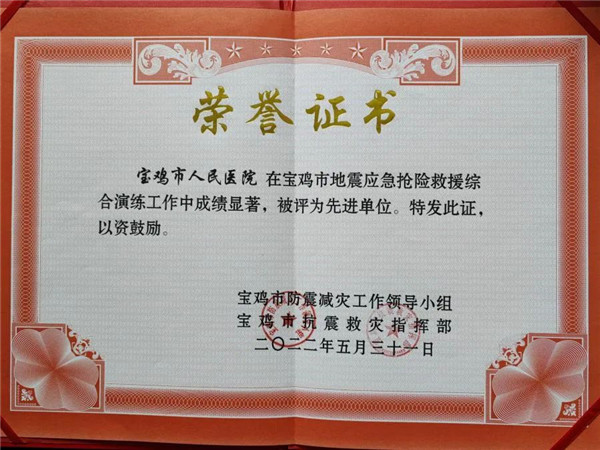 荣誉证书
宝鸡市人民医院 在宝鸡市地震应急抢险救援综
合演练工作中成绩显著，被评为先进单位。特发此证，
以资鼓励。
宝鸡市防震减灾工作领导小组
宝鸡市抗震救灾指挥部
二〇二二年五月三十一日